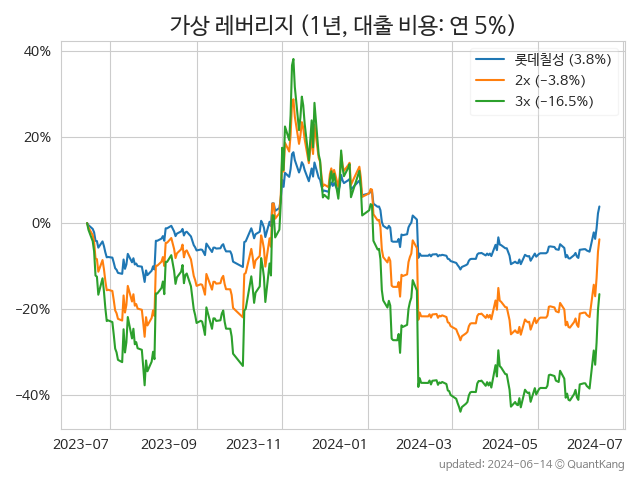 가상 레버리지 (1년, 대출 비용: 연 5%)
40%
20%
0%
−20%
−40%
롯데칠성 (3.8%)
2x (−3.8%)
3x (−16.5%)
2023-07 2023-09 2023-11 2024-01 2024-03 2024-05 2024-07
updated: 2024-06-14 © QuantKang